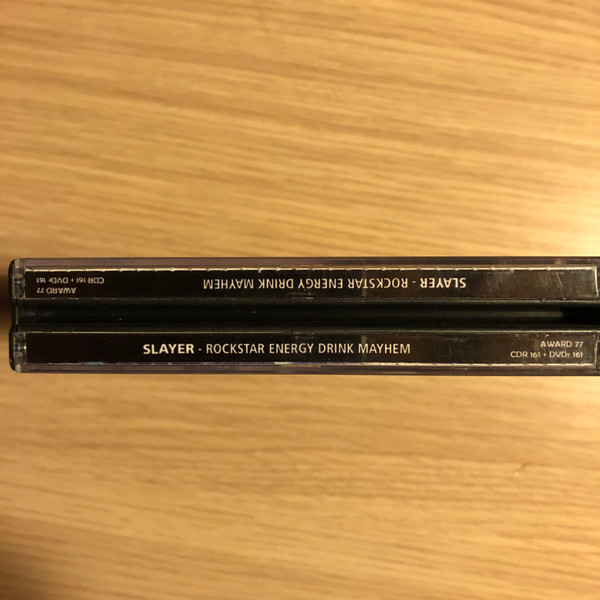 SLAYER - ROCKSTAR ENERGY DRINK MAYHEM
AWARD 77
CDR 161 + DVDr 161
SLAYER - ROCKSTAR ENERGY DRINK MAYHEM
AWARD 77
CDR 161 + DVDr 161